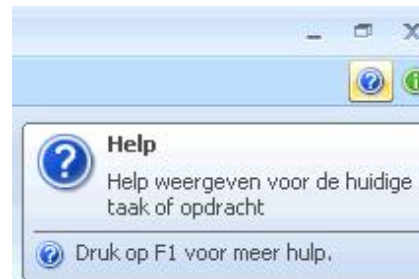 Help
Help weergeven voor de huidige
taak of opdracht
Druk op F1 voor meer hulp.